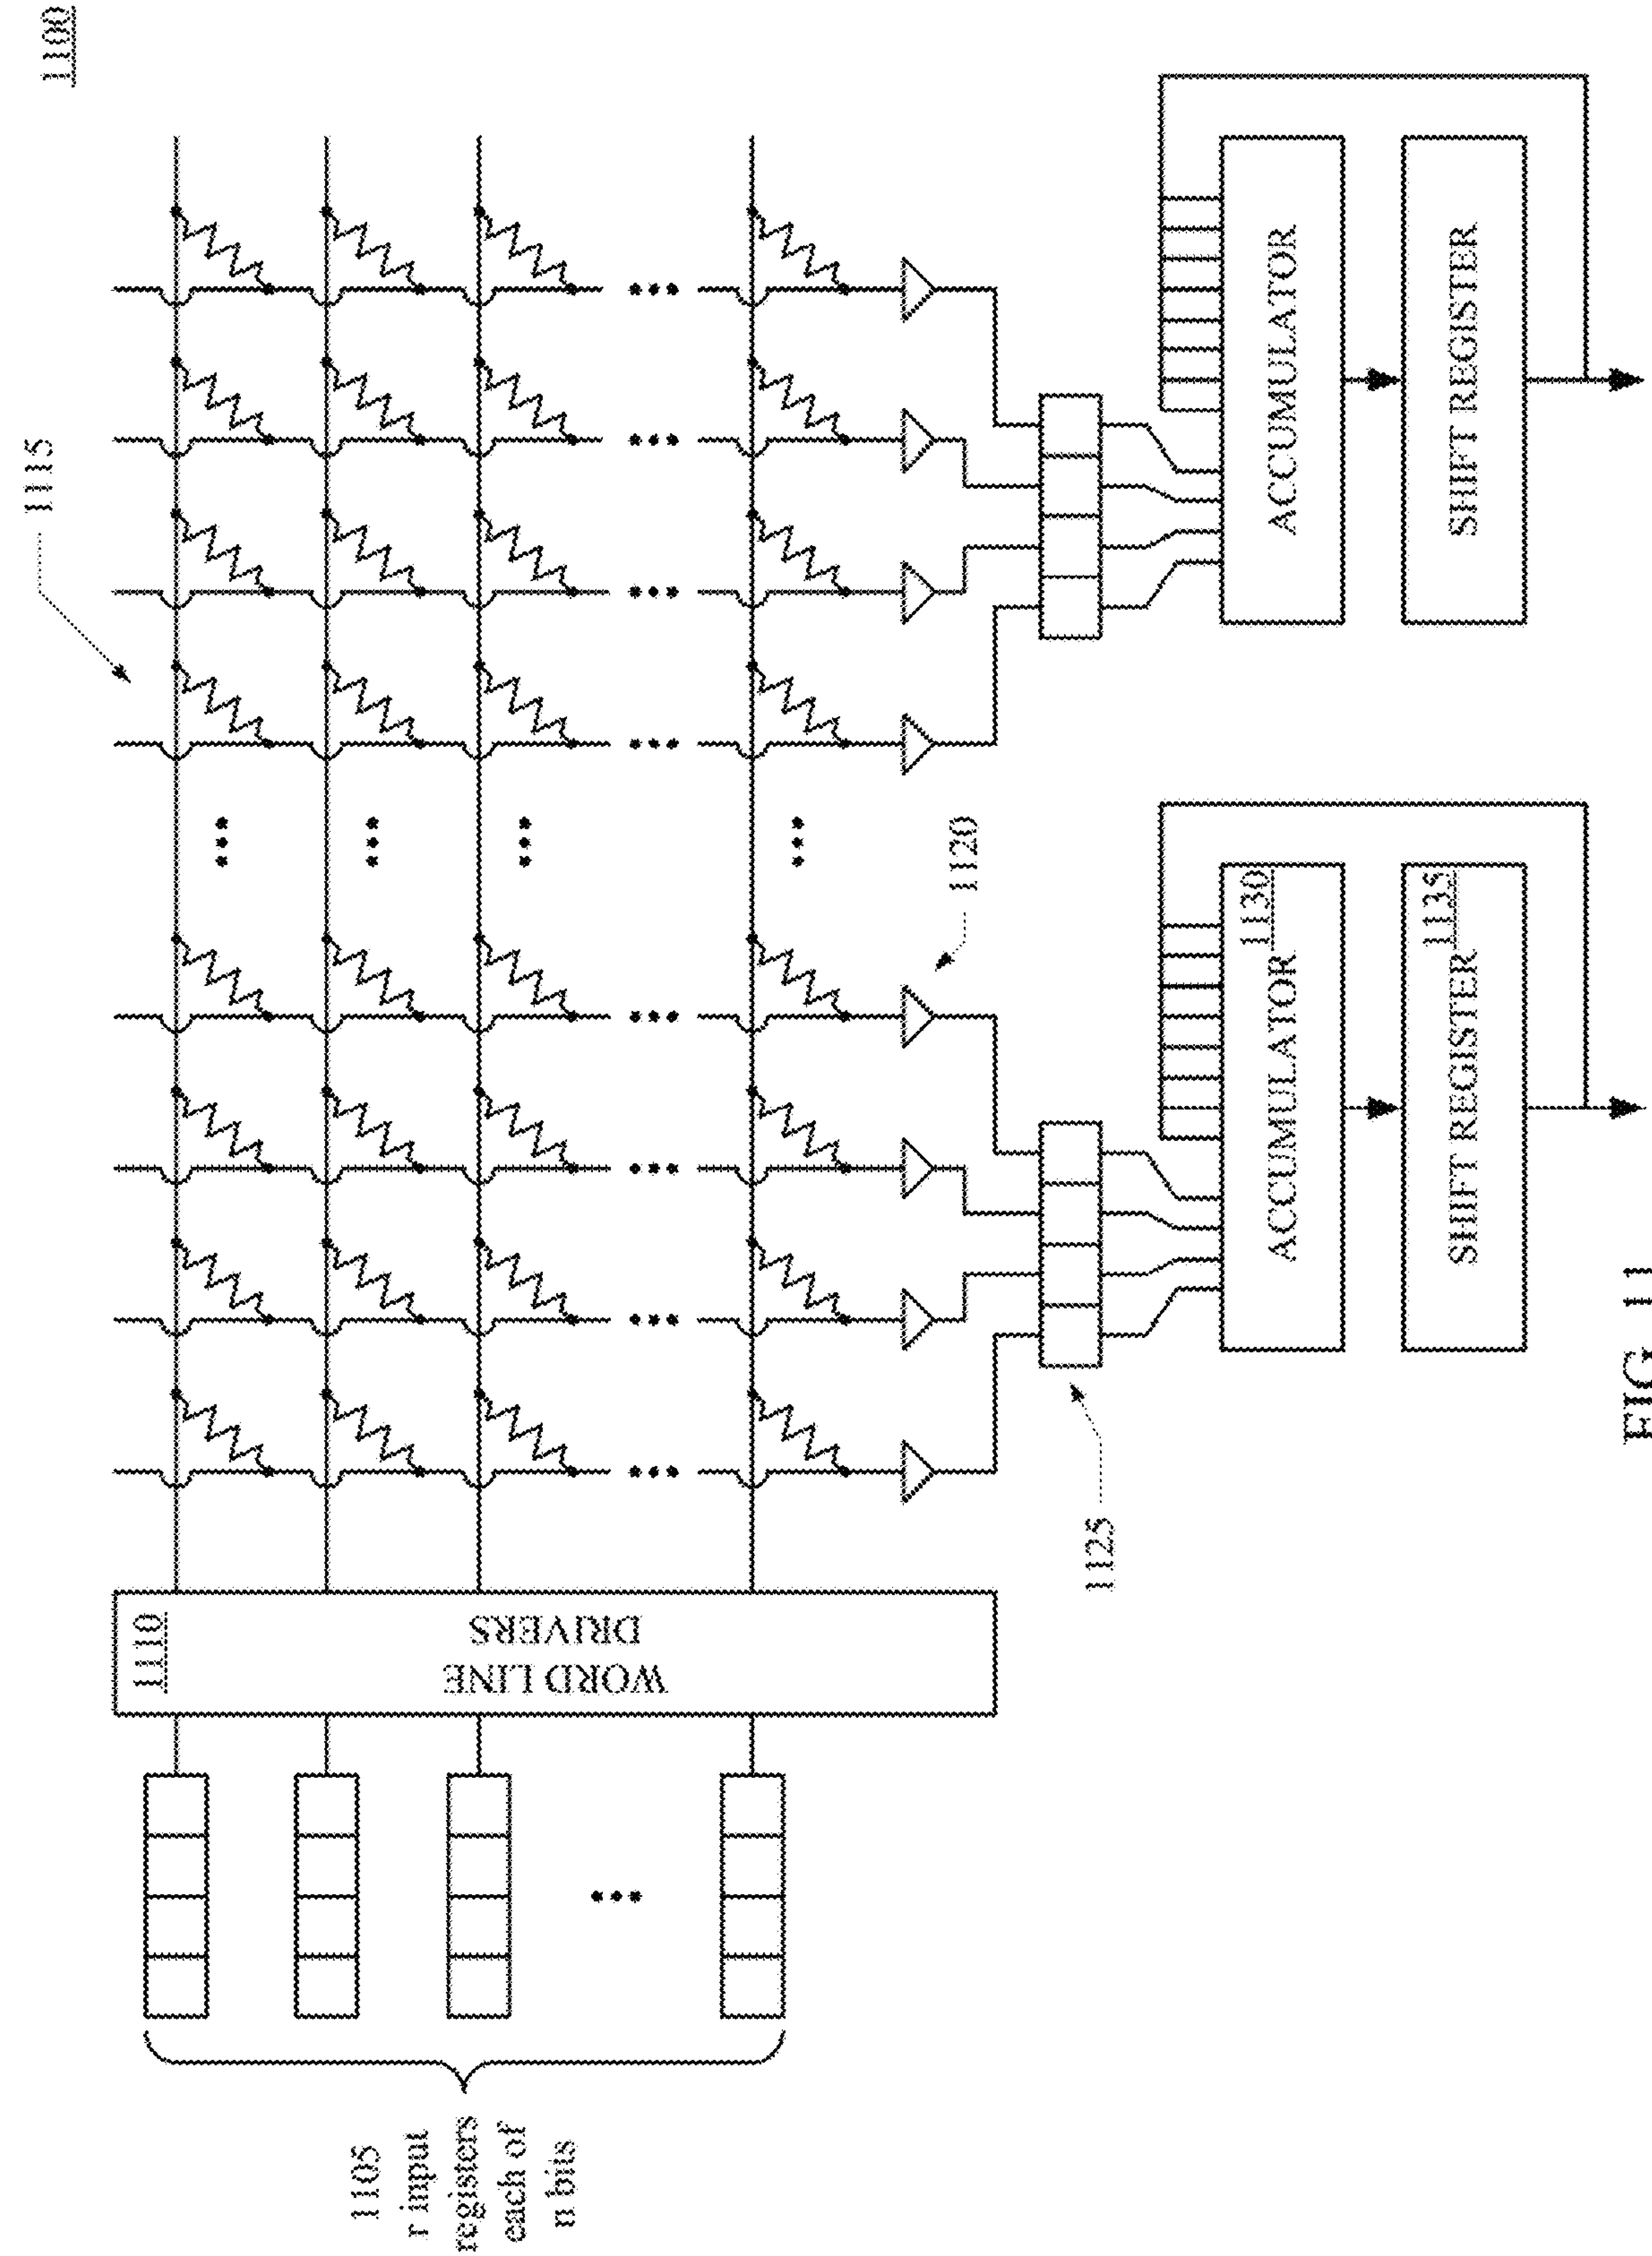 1100
1115
1105
r input
registers
each of
n bits
1110
WORD LINE
DRIVERS
1120
1125
ACCUMULATOR
1130
SHIFT REGISTER
1135
ACCUMULATOR
SHIFT REGISTER
FIG. 11